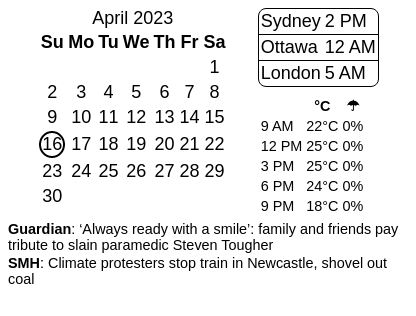 April 2023
Su Mo Tu We Th Fr Sa
1
2 3 4 5 6 7 8
9 10 11 12 13 14 15
16 17 18 19 20 21 22
23 24 25 26 27 28 29
30
Sydney 2 PM
Ottawa 12 AM
London 5 AM
°C ☂
9 AM 22°C 0%
12 PM 25°C 0%
3 PM 25°C 0%
6 PM 24°C 0%
9 PM 18°C 0%
Guardian: ‘Always ready with a smile’: family and friends pay
tribute to slain paramedic Steven Tougher
SMH: Climate protesters stop train in Newcastle, shovel out
coal